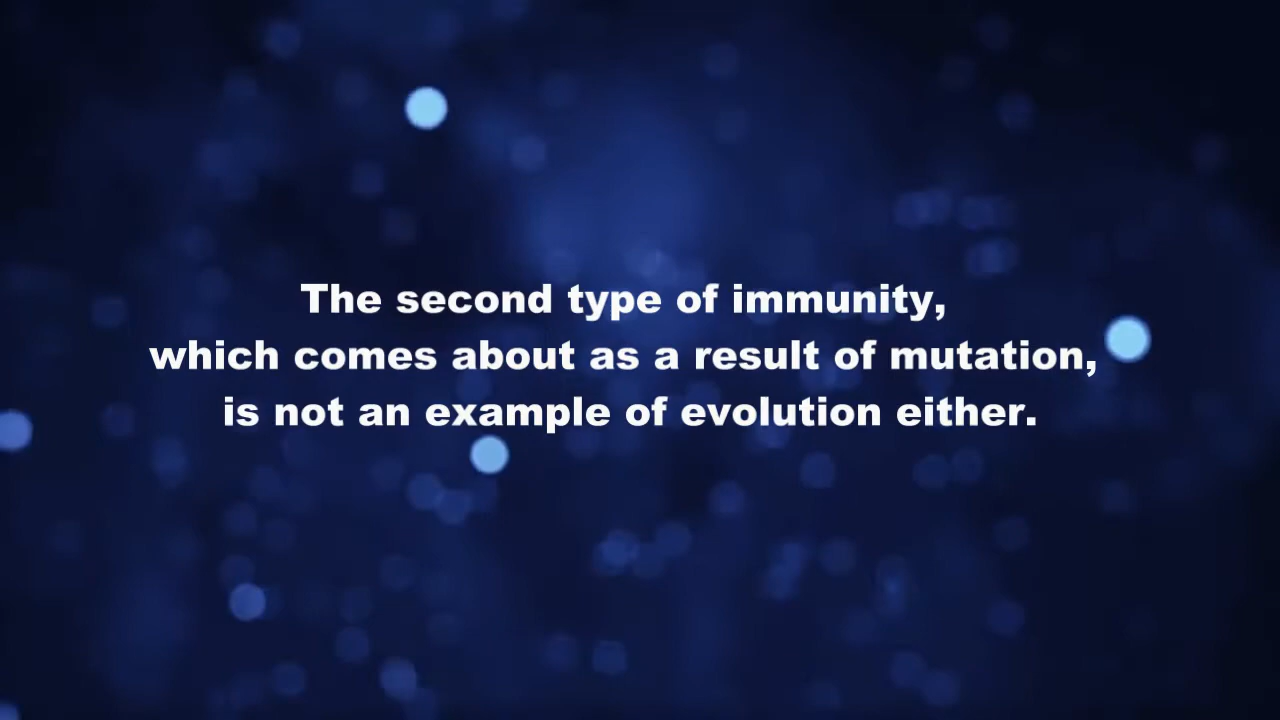 The second type of immunity,
which comes about as a result of mutation,
is not an example of evolution either.